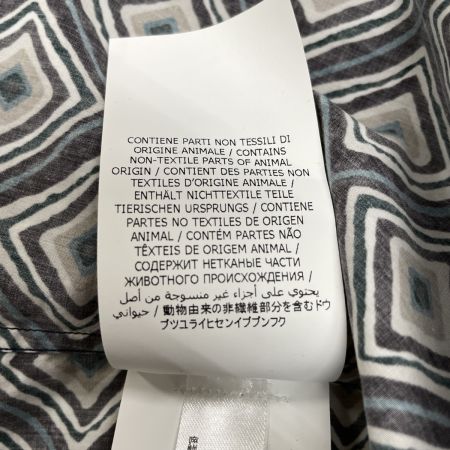 CONTIENE PARTI NON TESSILI DI
ORIGINE ANIMALE / CONTAINS
NON-TEXTILE PARTS OF ANIMAL
ORIGIN / CONTIENT DES PARTIES NON
TEXTILES D'ORIGINE ANIMALE /
ENTHÄLT NICHTTEXTILE TEILE
TIERISCHEN URSPRUNGS / CONTIENE
PARTES NO TEXTILES DE ORIGEN
ANIMAL / CONTÉM PARTES NÃO
TÊXTEIS DE ORIGEM ANIMAL /
СОДЕРЖИТ НЕТКАНЫЕ ЧАСТИ
ЖИВОТНОГО ПРОИСХОЖДЕНИЯ /
يحتوي على أجزاء غير منسوجة من أصل
حيواني / 動物由来の非繊維部分を含むドウ
ブツユライヒセンイブブンフク